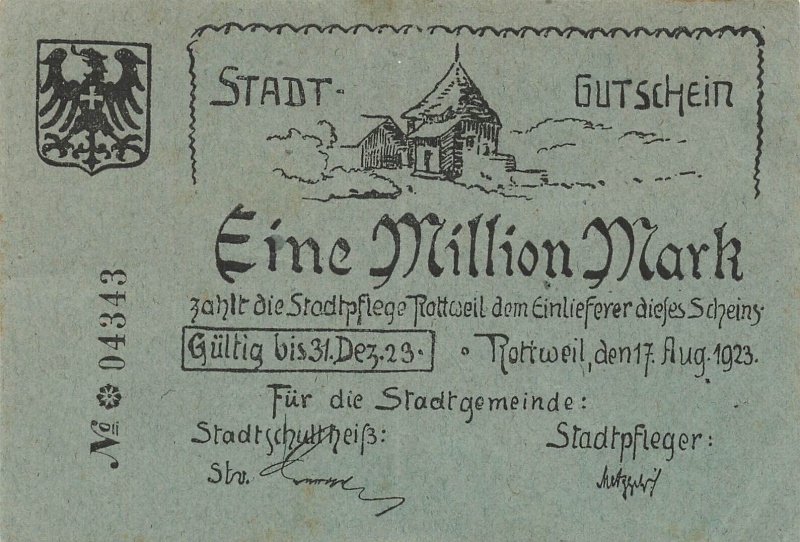 STADT- GUTSCHEIN
Eine Million Mark
zahlt die Stadtpflege Rottweil dem Einlieferer dieses Scheins.
Gültig bis 31. Dez. 23. • Rottweil, den 17. Aug. 1923.
Für die Stadtgemeinde:
Stadtschultheiß: Stadtpfleger:
Stv.
No ✽ 04343